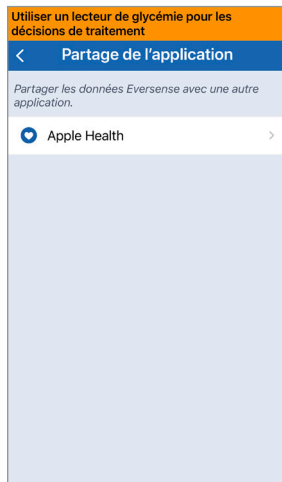 Utiliser un lecteur de glycémie pour les
décisions de traitement
Partage de l'application
Partager les données Eversense avec une autre
application.
Apple Health